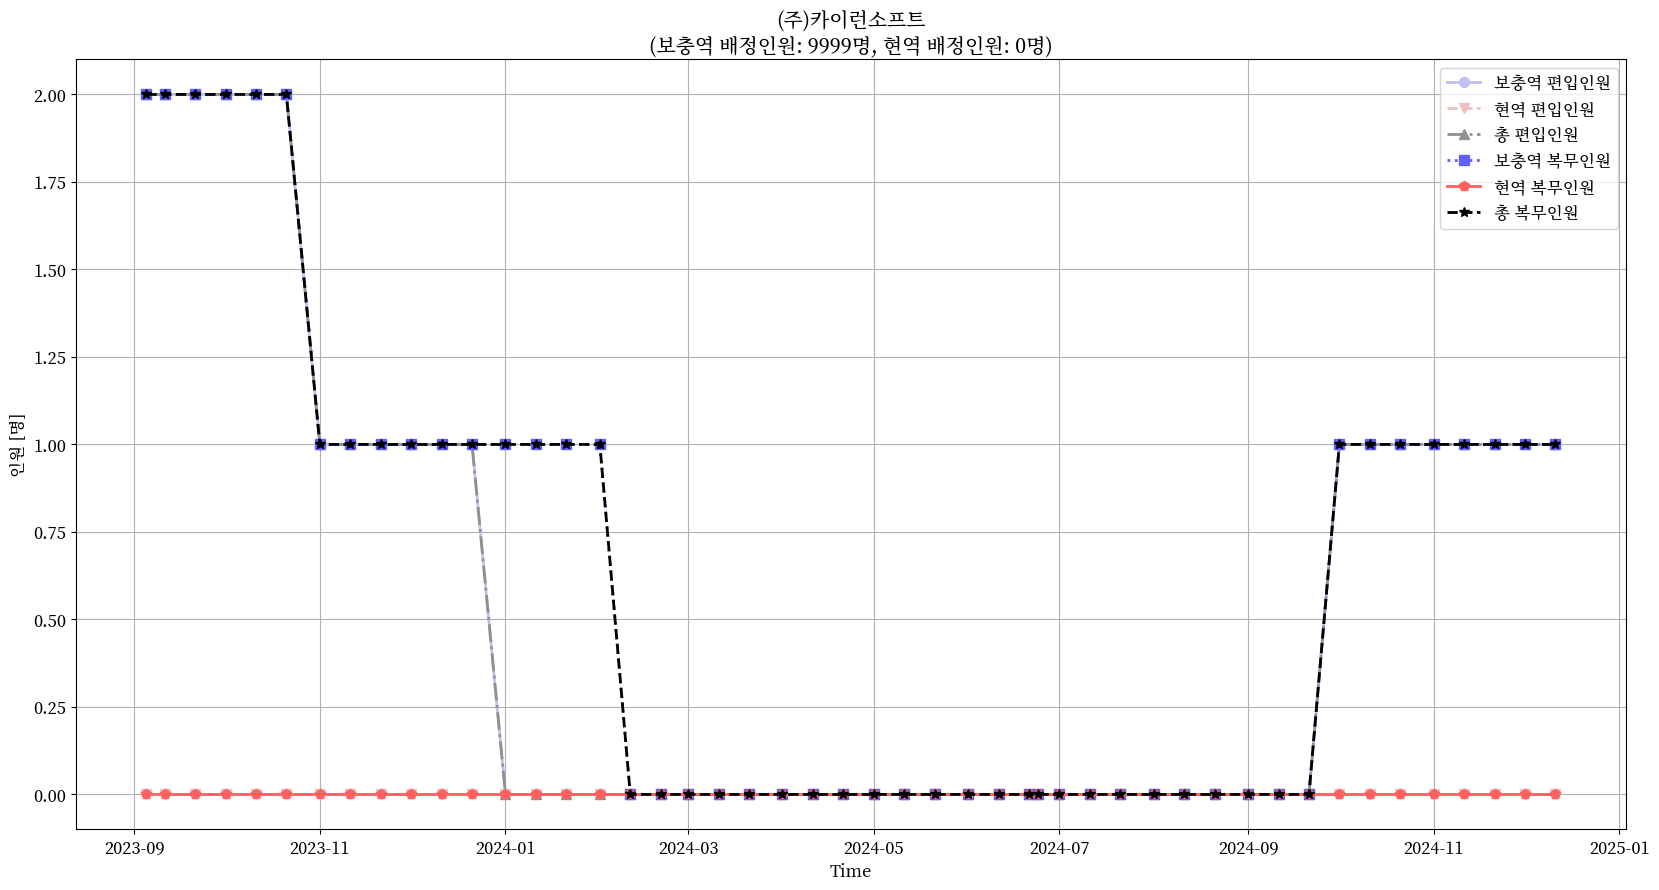 (주)카이런소프트
(보충역 배정인원: 9999명, 현역 배정인원: 0명)
보충역 편입인원
현역 편입인원
총 편입인원
보충역 복무인원
현역 복무인원
총 복무인원
인원 [명]
2.00
1.75
1.50
1.25
1.00
0.75
0.50
0.25
0.00
2023-09 2023-11 2024-01 2024-03 2024-05 2024-07 2024-09 2024-11 2025-01
Time